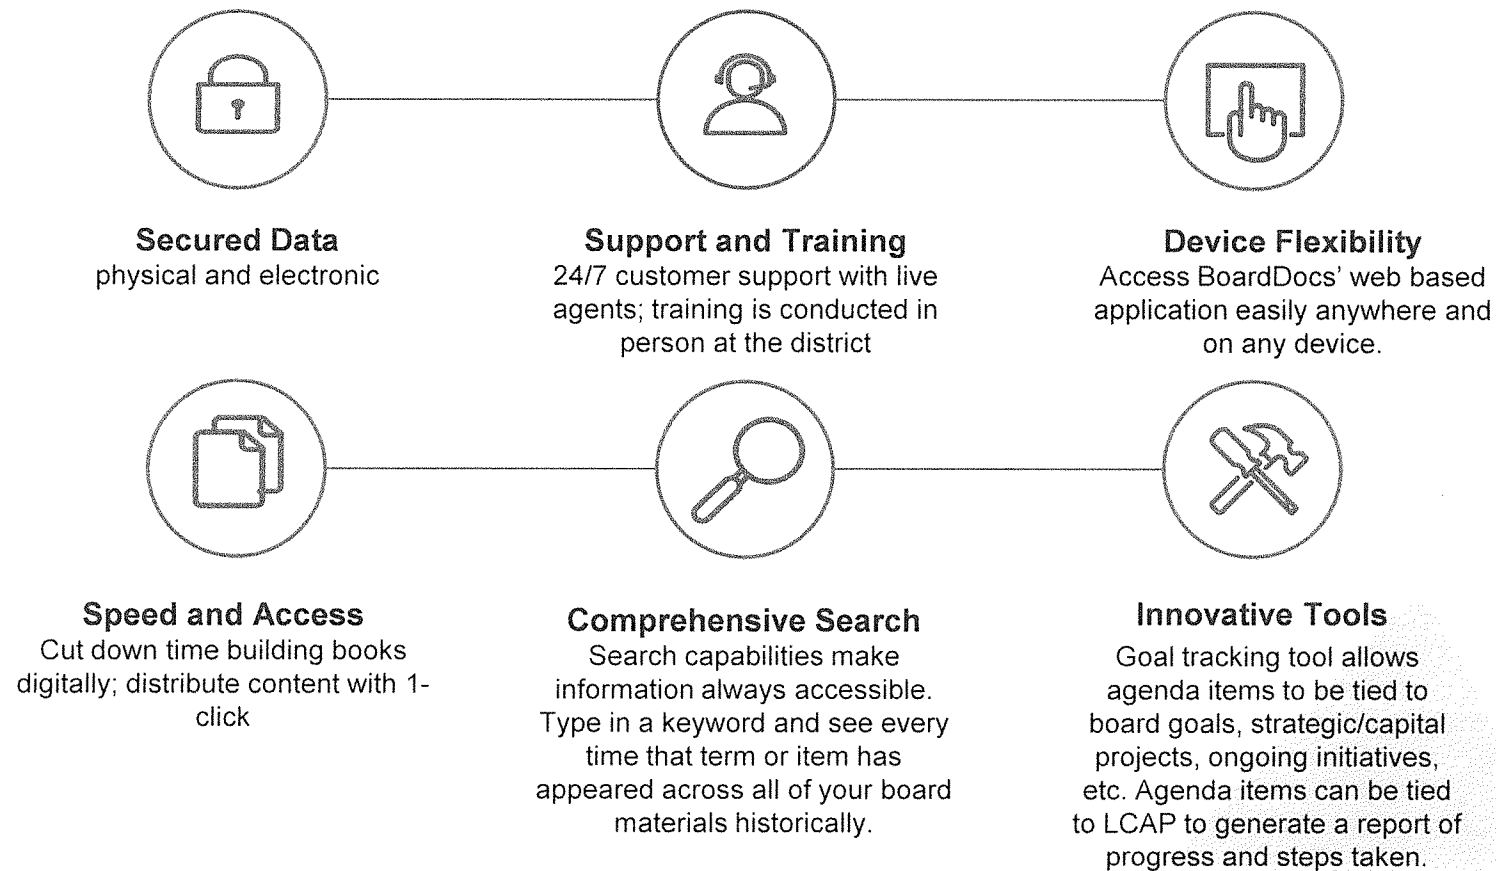 Secured Data
physical and electronic
Support and Training
24/7 customer support with live
agents; training is conducted in
person at the district
Device Flexibility
Access BoardDocs’ web based
application easily anywhere and
on any device.
Speed and Access
Cut down time building books
digitally; distribute content with 1-
click
Comprehensive Search
Search capabilities make
information always accessible.
Type in a keyword and see every
time that term or item has
appeared across all of your board
materials historically.
Innovative Tools
Goal tracking tool allows
agenda items to be tied to
board goals, strategic/capital
projects, ongoing initiatives,
etc. Agenda items can be tied
to LCAP to generate a report of
progress and steps taken.